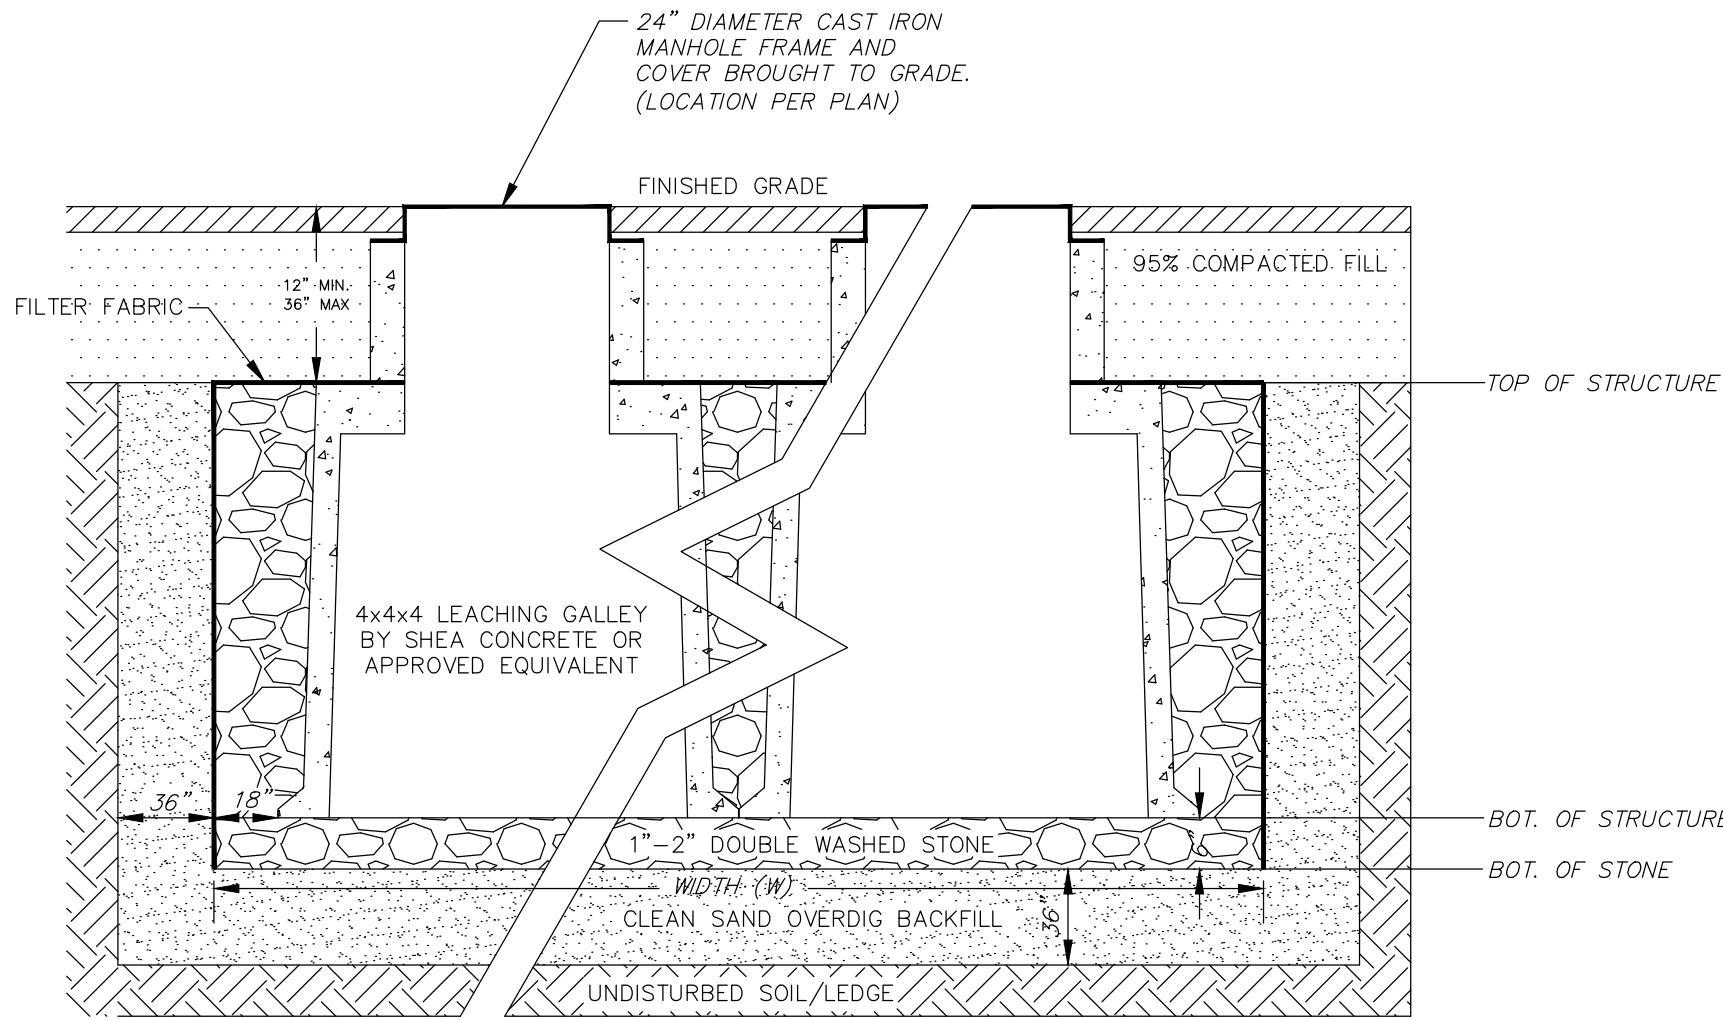 24" DIAMETER CAST IRON
MANHOLE FRAME AND
COVER BROUGHT TO GRADE.
(LOCATION PER PLAN)
FINISHED GRADE
95% COMPACTED FILL
12" MIN.
36" MAX
FILTER FABRIC
TOP OF STRUCTURE
4x4x4 LEACHING GALLEY
BY SHEA CONCRETE OR
APPROVED EQUIVALENT
36"
18"
BOT. OF STRUCTURE
1"-2" DOUBLE WASHED STONE
6"
BOT. OF STONE
WIDTH (W)
CLEAN SAND OVERDIG BACKFILL
36"
UNDISTURBED SOIL/LEDGE